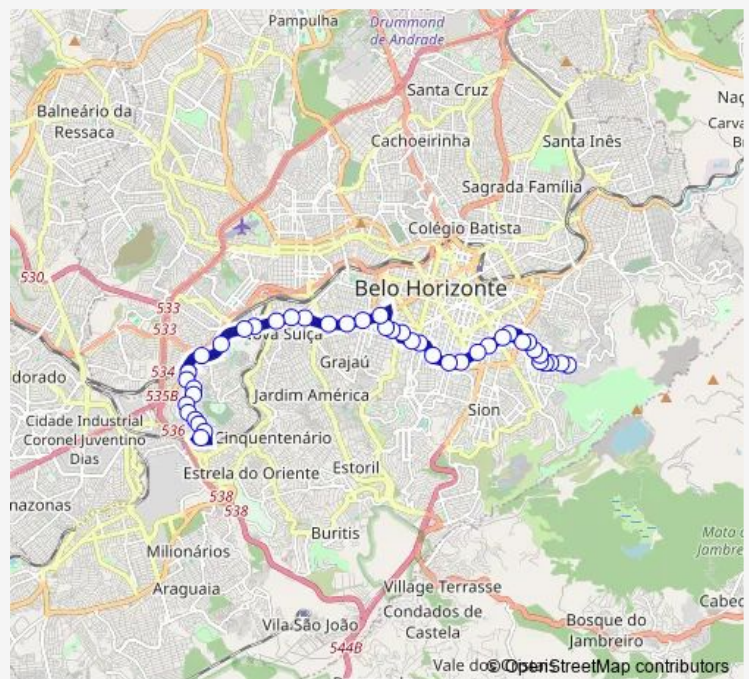 Pampulha
Drummond
de Andrade
Santa Cruz
Balneário da
Ressaca
Cachoeirinha
Santa Inês
Sagrada Família
Colégio Batista
530
533
533
Belo Horizonte
Nova Suíça
Grajaú
534
Jardim América
535B
Sion
Cidade Industrial
Coronel Juventino
Dias
536
Cinquentenário
Estrela do Oriente
Estoril
538
538
Buritis
Milionários
Araguaia
Village Terrasse
Condados de
Castela
Vila São João
Bosque do
Jambreiro
544B
© OpenStreetMap contributors